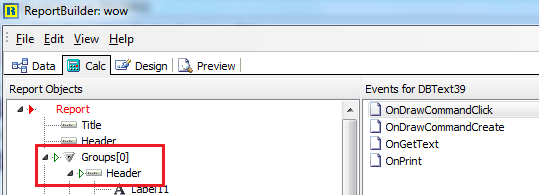 ReportBuilder: wow
File Edit View Help
Data Calc Design Preview
Report Objects
Report
Title
Header
Groups[0]
Header
Label11
Events for DBText39
OnDrawCommandClick
OnDrawCommandCreate
OnGetText
OnPrint